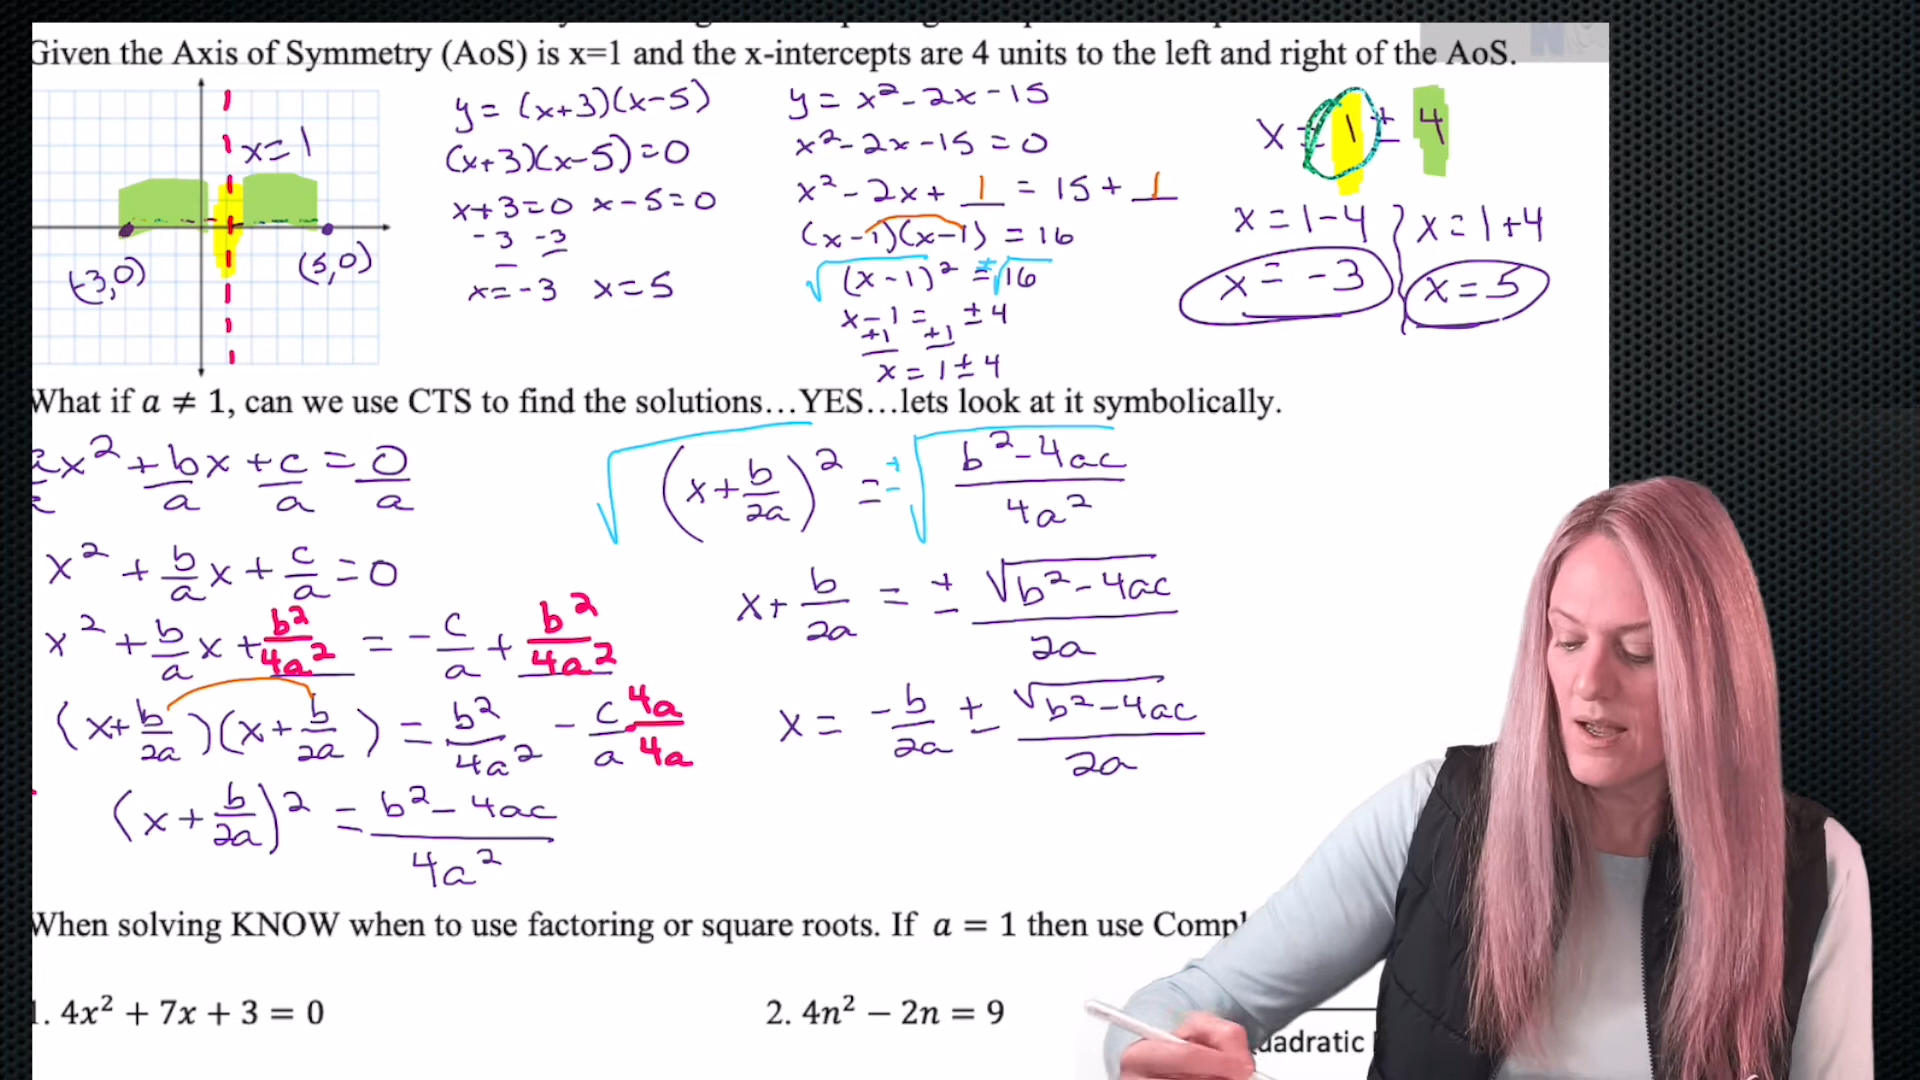 Given the Axis of Symmetry (AoS) is x=1 and the x-intercepts are 4 units to the left and right of the AoS.
x=1
(-3,0)
(5,0)
y = (x+3)(x-5)
(x+3)(x-5)=0
x+3=0 x-5=0
-3 -3
x=-3 x=5
y = x²-2x-15
x²-2x-15=0
x²-2x+ 1 = 15+ 1
(x-1)(x-1) = 16
√(x-1)² = ±√16
x-1 = ±4
+1 +1
x = 1±4
x = 1 ± 4
x=1-4 x=1+4
x=-3 x=5
What if a ≠ 1, can we use CTS to find the solutions…YES…lets look at it symbolically.
ax²/a + bx/a + c/a = 0/a
x² + b/a x + c/a = 0
x² + b/a x + b²/4a² = -c/a + b²/4a²
(x+b/2a)(x+b/2a) = b²/4a² - c/a 4a/4a
(x+b/2a)² = b²-4ac/4a²
√(x+b/2a)² = ±√b²-4ac/4a²
x+b/2a = ± √b²-4ac/2a
x = -b/2a ± √b²-4ac/2a
When solving KNOW when to use factoring or square roots. If a = 1 then use
1. 4x² + 7x + 3 = 0
2. 4n² − 2n = 9